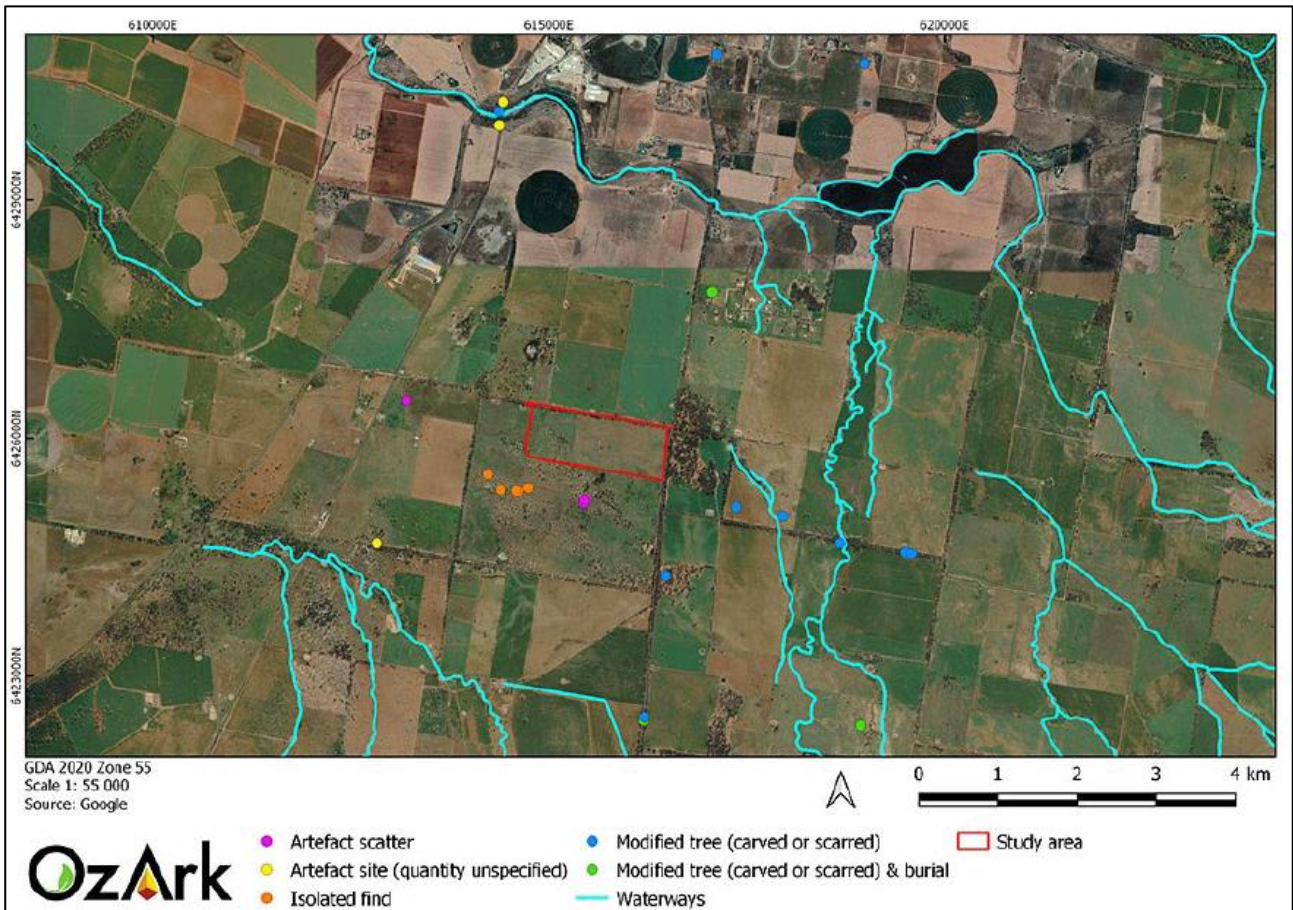 610000E 615000E 620000E
6429000N
6426000N
6423000N
GDA 2020 Zone 55
Scale 1: 55 000
Source: Google
0 1 2 3 4 km
OzArk
Artefact scatter
Artefact site (quantity unspecified)
Isolated find
Modified tree (carved or scarred)
Modified tree (carved or scarred) & burial
Waterways
Study area